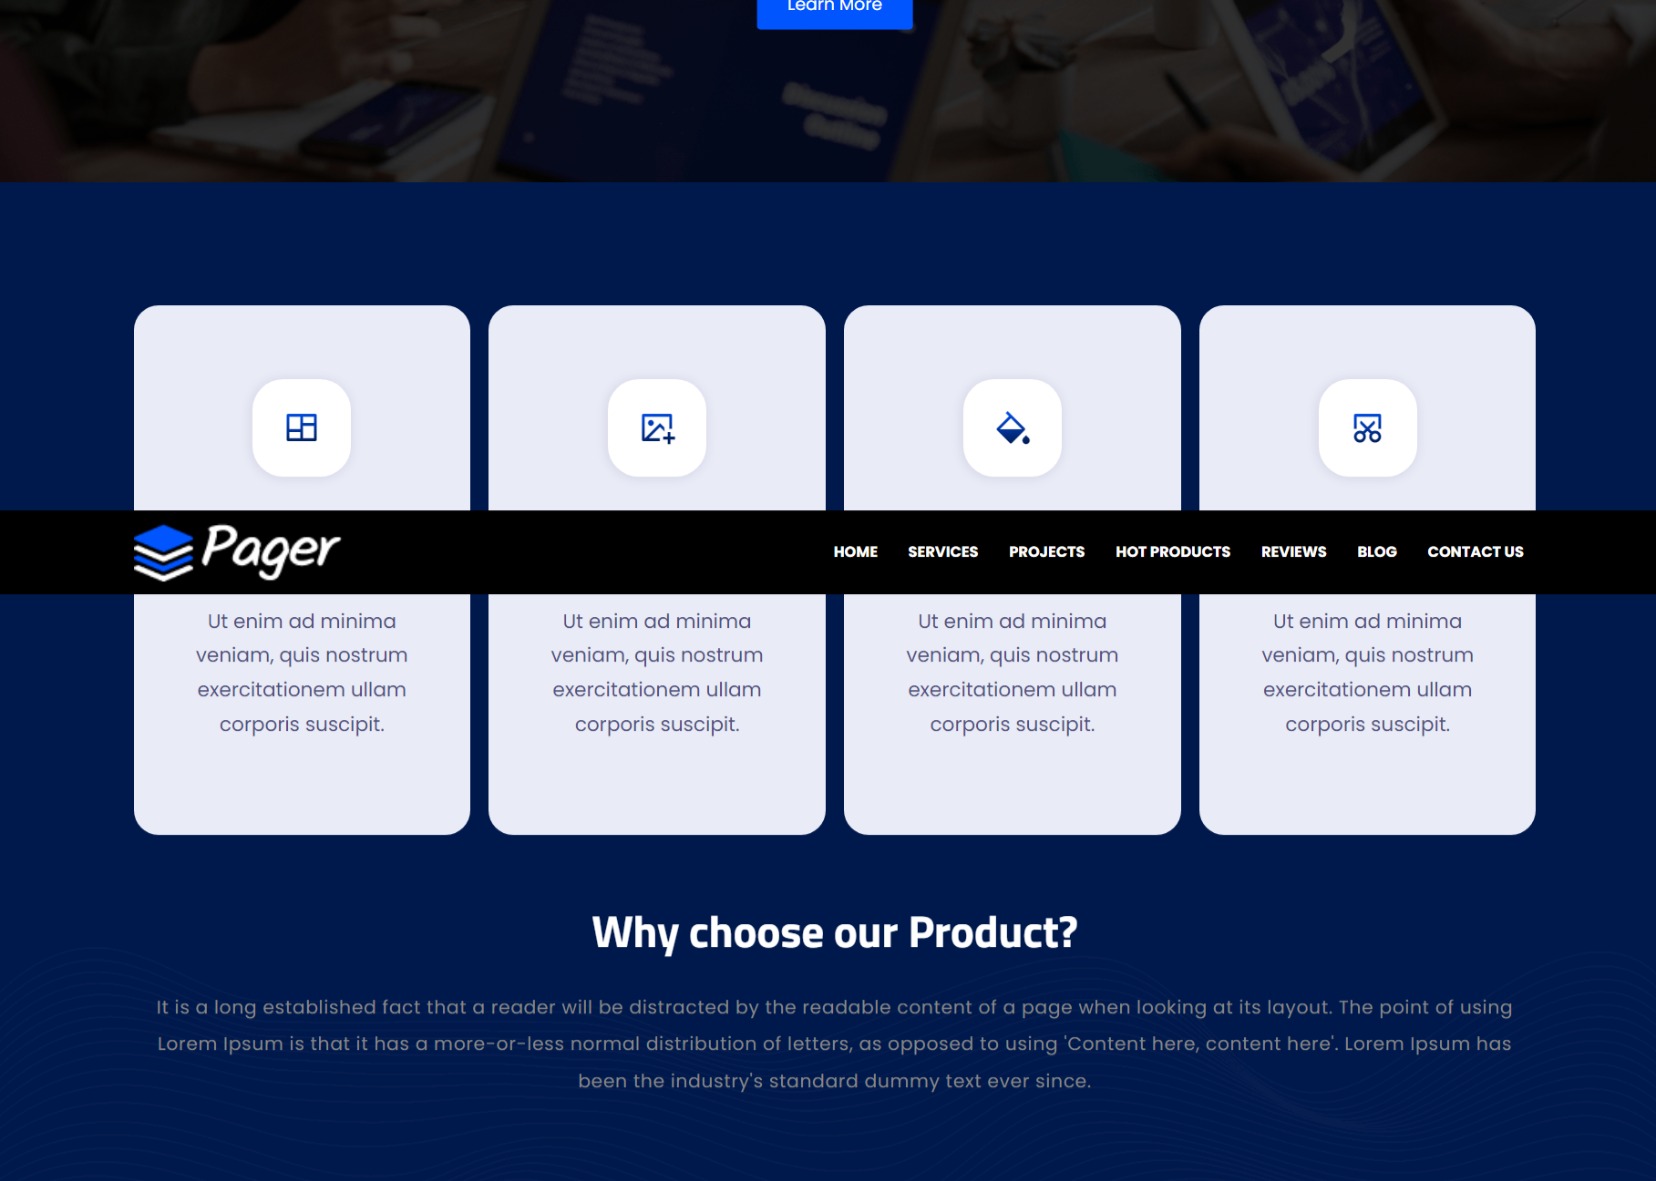 Learn More
Pager
HOME SERVICES PROJECTS HOT PRODUCTS REVIEWS BLOG CONTACT US
Ut enim ad minima
veniam, quis nostrum
exercitationem ullam
corporis suscipit.
Ut enim ad minima
veniam, quis nostrum
exercitationem ullam
corporis suscipit.
Ut enim ad minima
veniam, quis nostrum
exercitationem ullam
corporis suscipit.
Ut enim ad minima
veniam, quis nostrum
exercitationem ullam
corporis suscipit.
Why choose our Product?
It is a long established fact that a reader will be distracted by the readable content of a page when looking at its layout. The point of using
Lorem Ipsum is that it has a more-or-less normal distribution of letters, as opposed to using 'Content here, content here'. Lorem Ipsum has
been the industry's standard dummy text ever since.